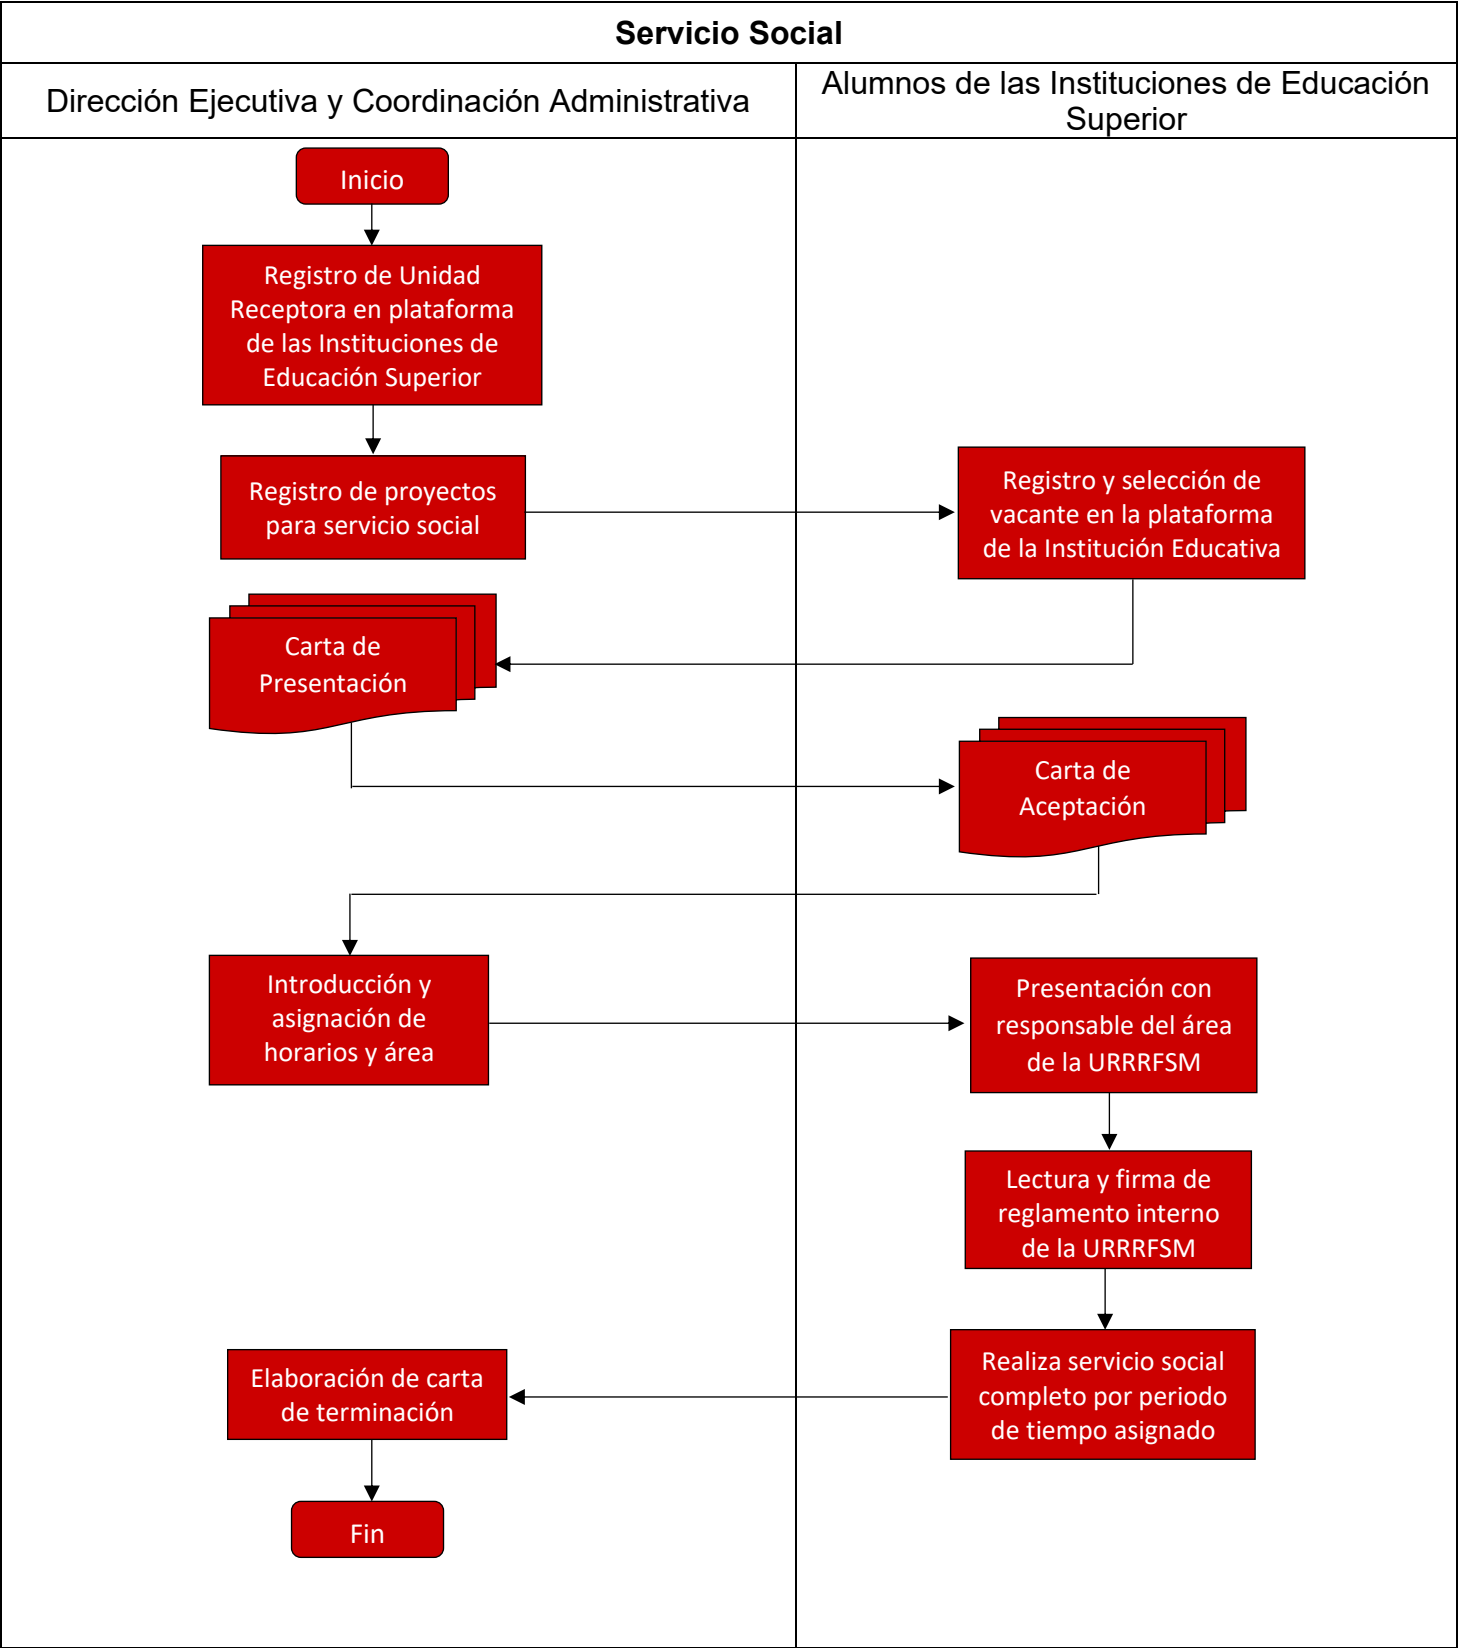 Servicio Social
Dirección Ejecutiva y Coordinación Administrativa
Alumnos de las Instituciones de Educación
Superior
Inicio
Registro de Unidad
Receptora en plataforma
de las Instituciones de
Educación Superior
Registro de proyectos
para servicio social
Registro y selección de
vacante en la plataforma
de la Institución Educativa
Carta de
Presentación
Carta de
Aceptación
Introducción y
asignación de
horarios y área
Presentación con
responsable del área
de la URRRFSM
Lectura y firma de
reglamento interno
de la URRRFSM
Realiza servicio social
completo por periodo
de tiempo asignado
Elaboración de carta
de terminación
Fin